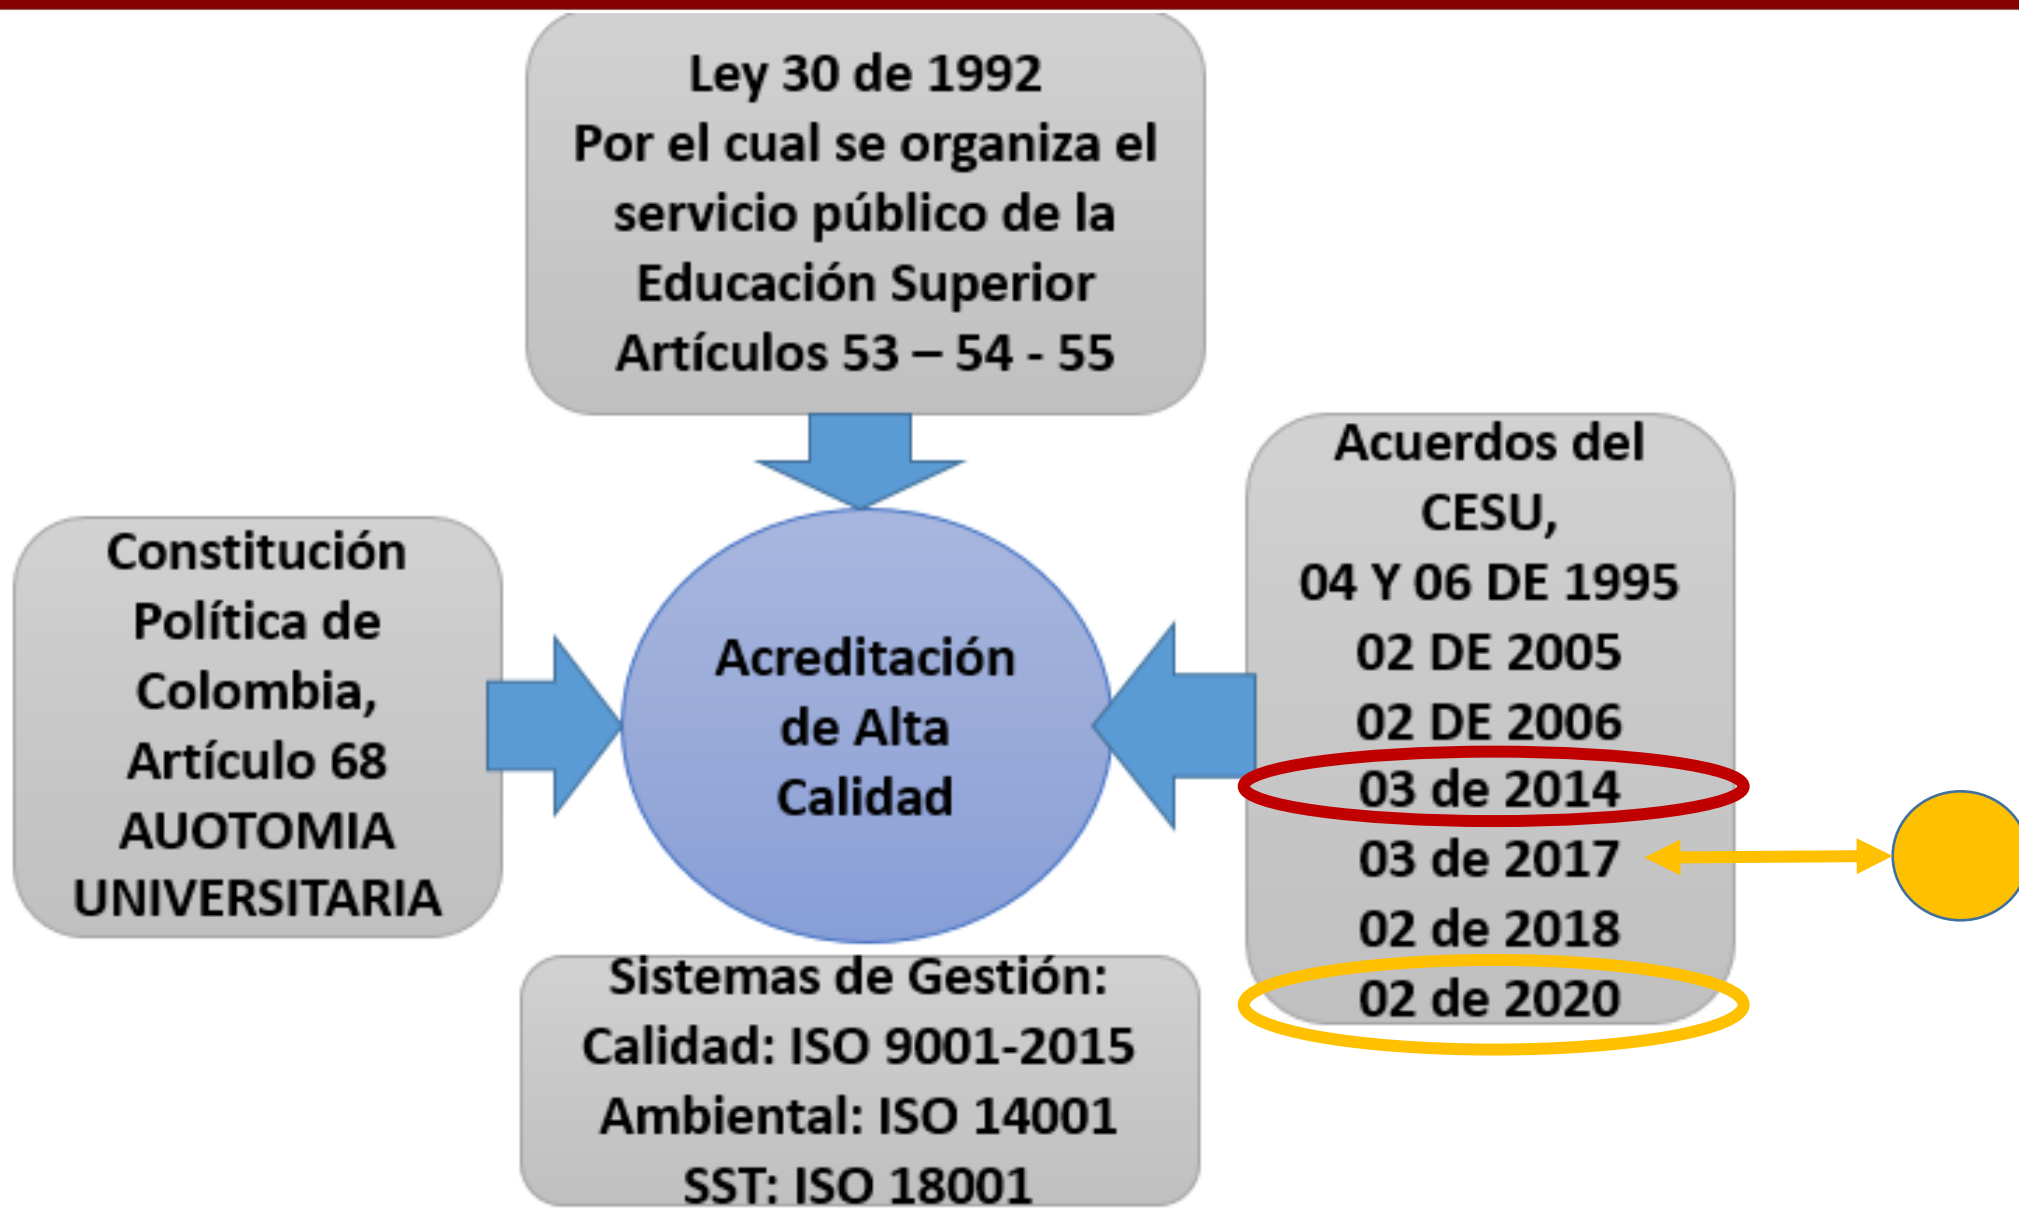 Ley 30 de 1992
Por el cual se organiza el
servicio público de la
Educación Superior
Artículos 53 – 54 - 55
Constitución
Política de
Colombia,
Artículo 68
AUOTOMIA
UNIVERSITARIA
Acreditación
de Alta
Calidad
Acuerdos del
CESU,
04 Y 06 DE 1995
02 DE 2005
02 DE 2006
03 de 2014
03 de 2017
02 de 2018
02 de 2020
Sistemas de Gestión:
Calidad: ISO 9001-2015
Ambiental: ISO 14001
SST: ISO 18001